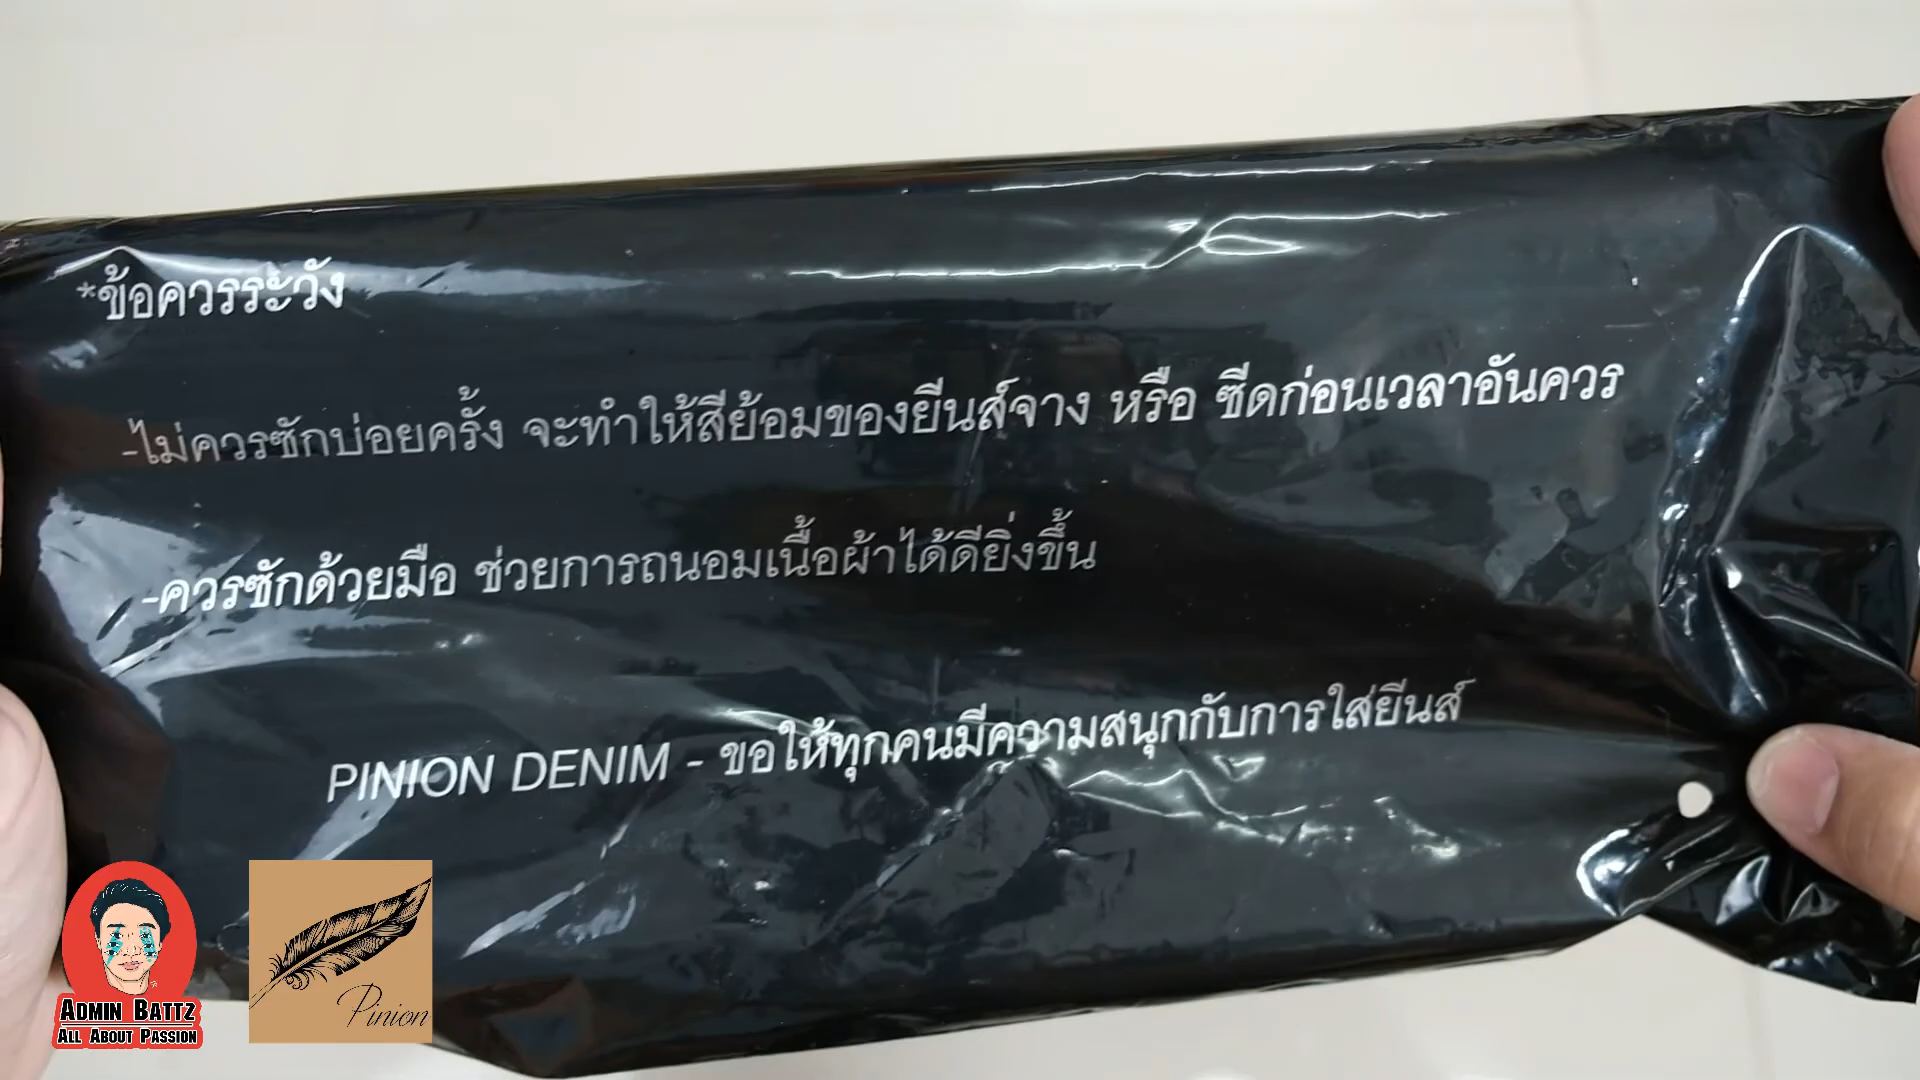 *ข้อควรระวัง
-ไม่ควรซักบ่อยครั้ง จะทำให้สีย้อมของยีนส์จาง หรือ ซีดก่อนเวลาอันควร
-ควรซักด้วยมือ ช่วยการถนอมเนื้อผ้าได้ดียิ่งขึ้น
PINION DENIM - ขอให้ทุกคนมีความสนุกกับการใส่ยีนส์
ADMIN BATTZ
ALL ABOUT PASSION
Pinion